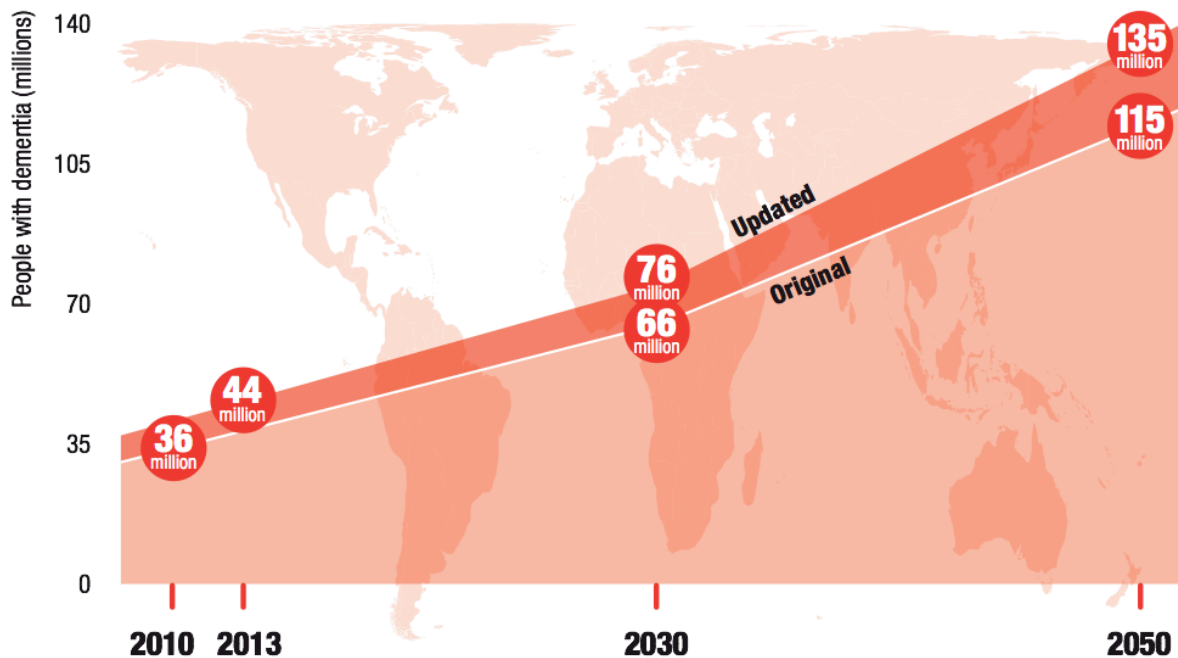 People with dementia (millions)
140
105
70
35
0
135
million
115
million
Updated
Original
76
million
66
million
44
million
36
million
2010
2013
2030
2050